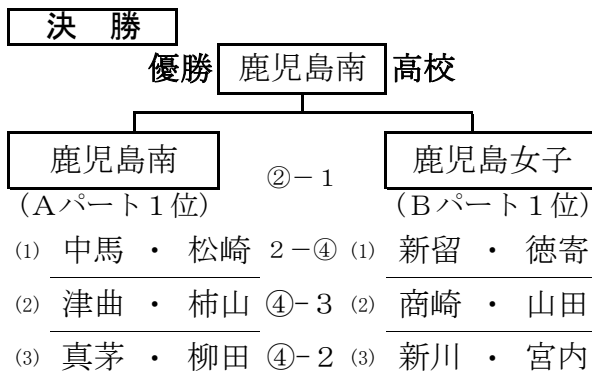 決 勝
優勝 鹿児島南 高校
鹿児島南 ②－１ 鹿児島女子
（Aパート１位） （Bパート１位）
⑴ 中馬 ・ 松崎 ２－④ ⑴ 新留 ・ 徳寄
⑵ 津曲 ・ 柿山 ④－３ ⑵ 商崎 ・ 山田
⑶ 真茅 ・ 柳田 ④－２ ⑶ 新川 ・ 宮内